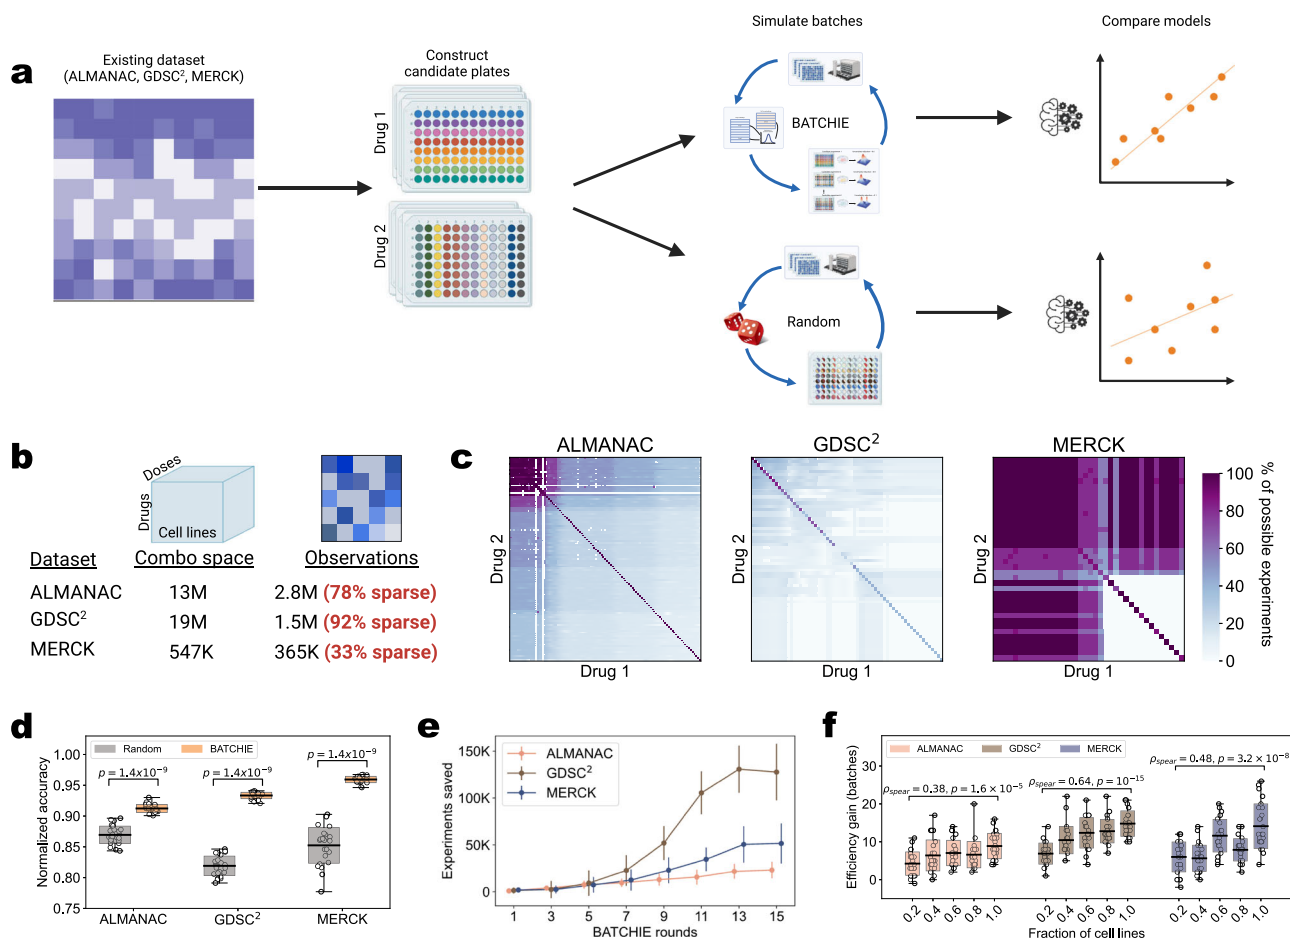 a
Existing dataset
(ALMANAC, GDSC², MERCK)
Construct
candidate plates
Drug 1
Drug 2
Simulate batches
BATCHIE
Random
Compare models
b
Doses
Drugs
Cell lines
Dataset Combo space Observations
ALMANAC 13M 2.8M (78% sparse)
GDSC² 19M 1.5M (92% sparse)
MERCK 547K 365K (33% sparse)
c
ALMANAC
Drug 2
Drug 1
GDSC²
Drug 2
Drug 1
MERCK
Drug 2
Drug 1
100
80
60
40
20
0
% of possible experiments
d
Random BATCHIE
p = 1.4x10⁻⁹
p = 1.4x10⁻⁹
p = 1.4x10⁻⁹
Normalized accuracy
1.00
0.95
0.90
0.85
0.80
0.75
ALMANAC GDSC² MERCK
e
ALMANAC
GDSC²
MERCK
Experiments saved
150K
100K
50K
0
1 3 5 7 9 11 13 15
BATCHIE rounds
f
ALMANAC GDSC² MERCK
ρspear = 0.38, p = 1.6 × 10⁻⁵
ρspear = 0.64, p = 10⁻¹⁵
ρspear = 0.48, p = 3.2 × 10⁻⁸
Efficiency gain (batches)
30
20
10
0
0.2 0.4 0.6 0.8 1.0 0.2 0.4 0.6 0.8 1.0 0.2 0.4 0.6 0.8 1.0
Fraction of cell lines